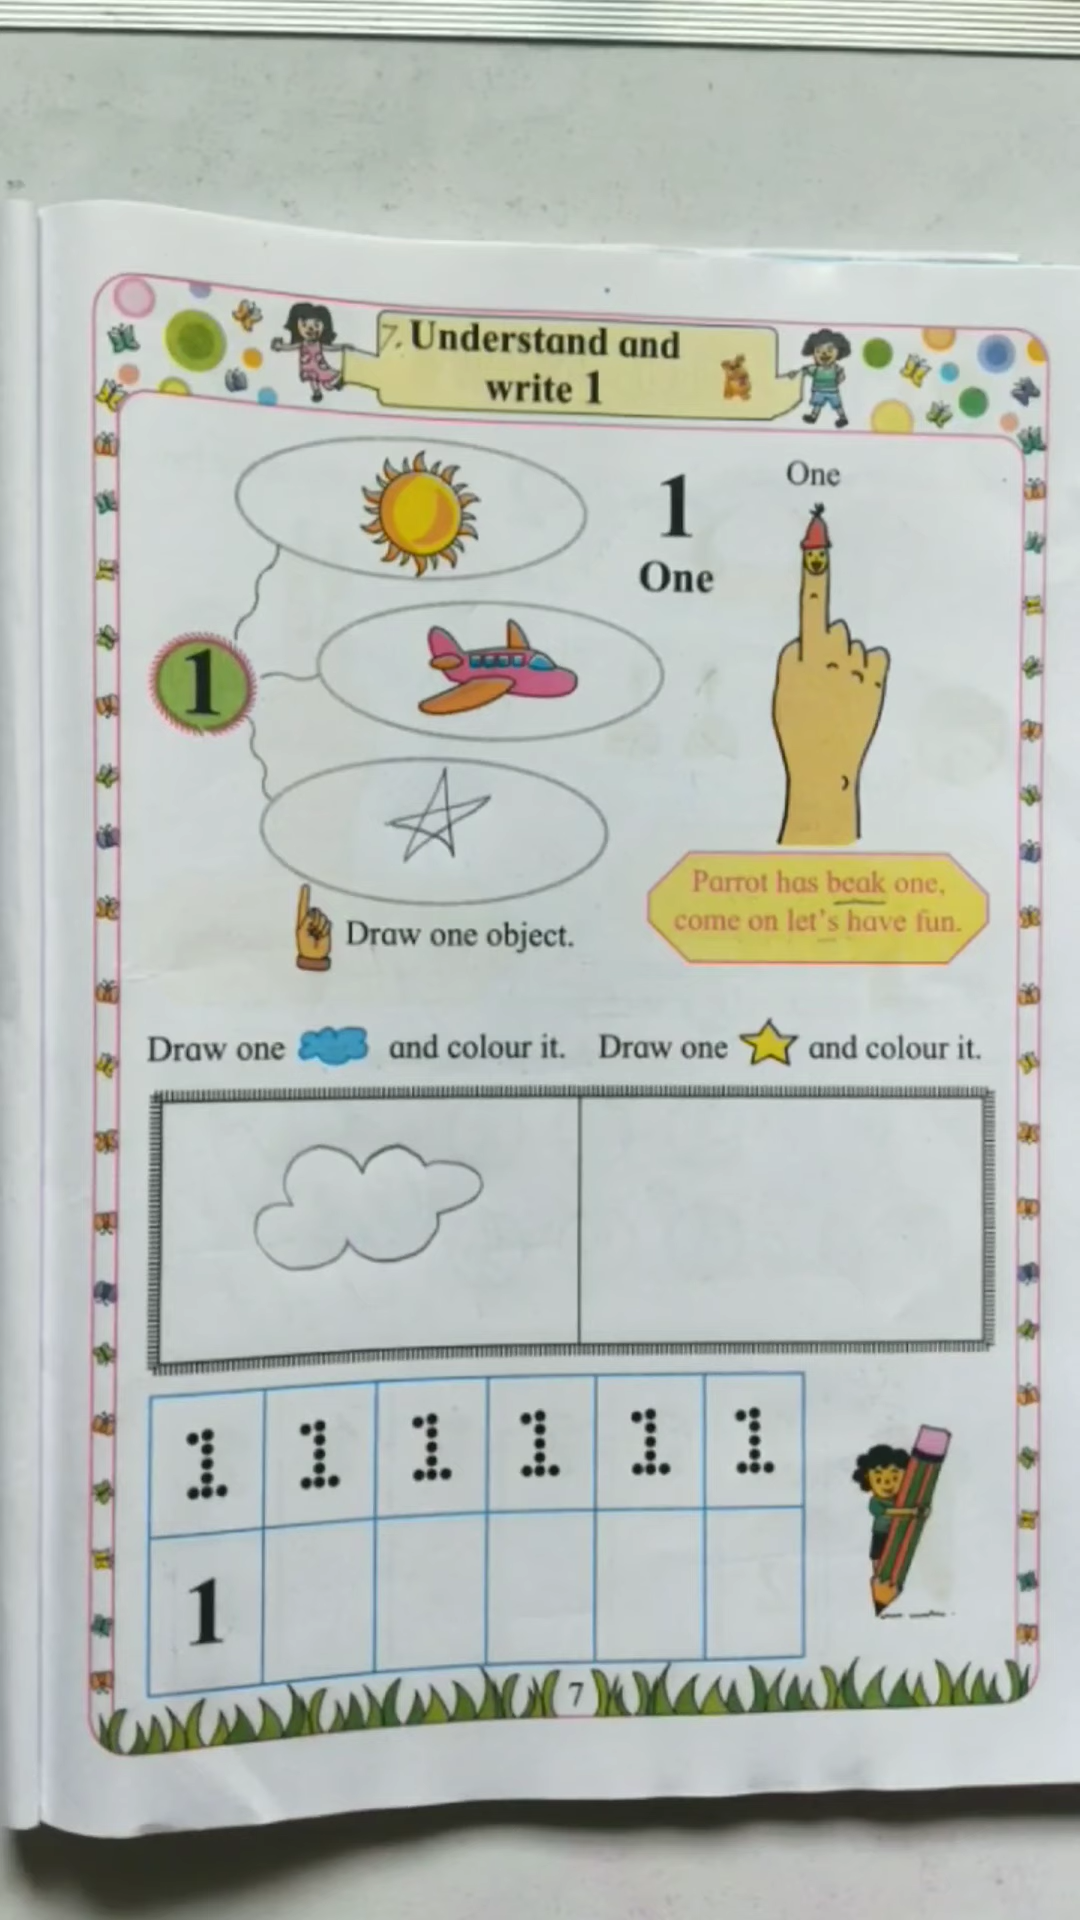 7. Understand and
write 1
1
One
One
1
Draw one object.
Parrot has beak one,
come on let's have fun.
Draw one and colour it. Draw one and colour it.
1 1 1 1 1 1
1
7